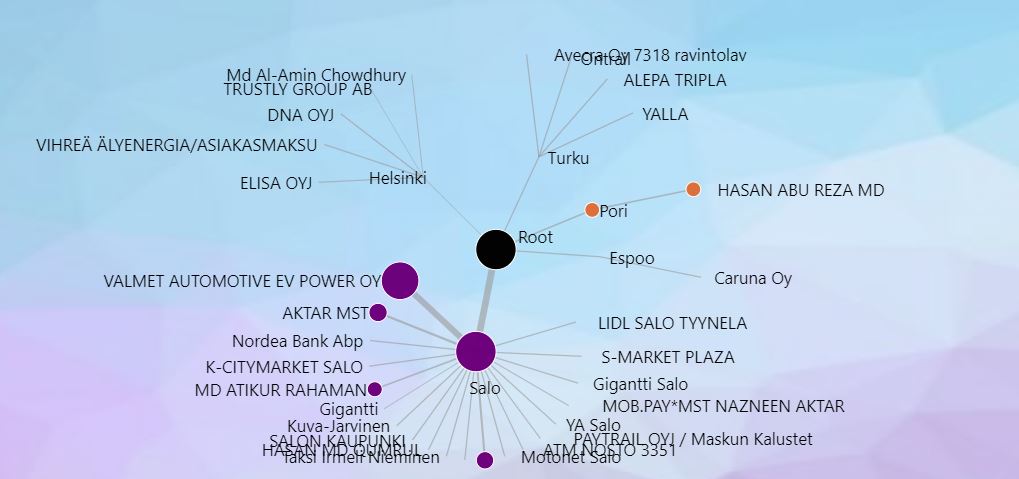 Avecra Oy 7318 ravintolav
Ontrail
Md Al-Amin Chowdhury
ALEPA TRIPLA
TRUSTLY GROUP AB
DNA OYJ
YALLA
VIHREÄ ÄLYENERGIA/ASIAKASMAKSU
Turku
ELISA OYJ
Helsinki
HASAN ABU REZA MD
Pori
Root
Espoo
Caruna Oy
VALMET AUTOMOTIVE EV POWER OY
AKTAR MST
LIDL SALO TYYNELA
Nordea Bank Abp
S-MARKET PLAZA
K-CITYMARKET SALO
Gigantti Salo
MD ATIKUR RAHAMAN
Salo
Gigantti
MOB.PAY*MST NAZNEEN AKTAR
Kuva-Jarvinen
YA Salo
SALON KAUPUNKI
PAYTRAIL OYJ / Maskun Kalustet
HASAN MD QUMRUL
ATM NOSTO 3351
Taksi Irmeli Nieminen
Motonet Salo